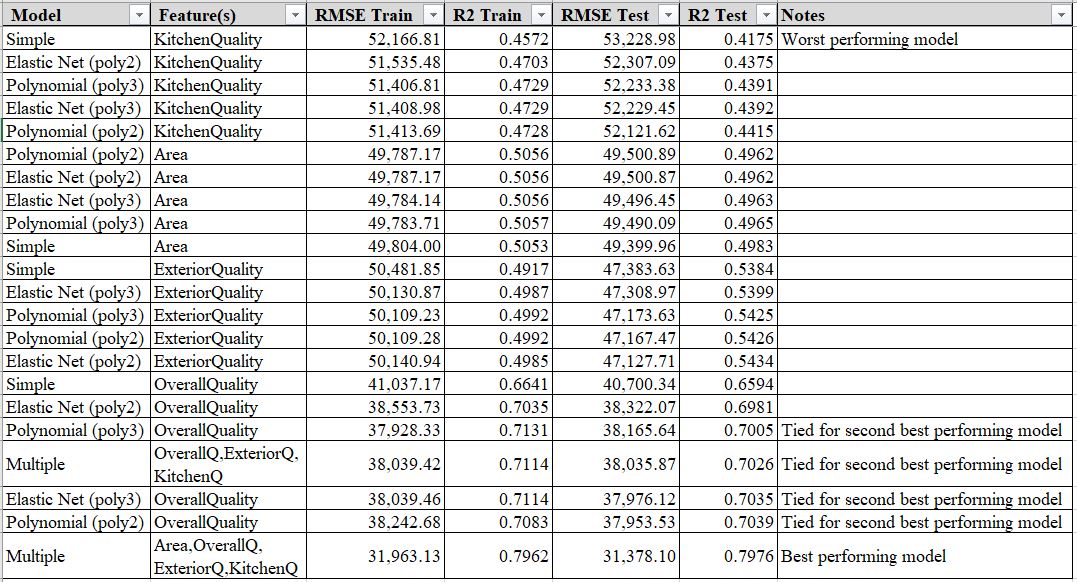 Model Feature(s) RMSE Train R2 Train RMSE Test R2 Test Notes
Simple KitchenQuality 52,166.81 0.4572 53,228.98 0.4175 Worst performing model
Elastic Net (poly2) KitchenQuality 51,535.48 0.4703 52,307.09 0.4375
Polynomial (poly3) KitchenQuality 51,406.81 0.4729 52,233.38 0.4391
Elastic Net (poly3) KitchenQuality 51,408.98 0.4729 52,229.45 0.4392
Polynomial (poly2) KitchenQuality 51,413.69 0.4728 52,121.62 0.4415
Polynomial (poly2) Area 49,787.17 0.5056 49,500.89 0.4962
Elastic Net (poly2) Area 49,787.17 0.5056 49,500.87 0.4962
Elastic Net (poly3) Area 49,784.14 0.5056 49,496.45 0.4963
Polynomial (poly3) Area 49,783.71 0.5057 49,490.09 0.4965
Simple Area 49,804.00 0.5053 49,399.96 0.4983
Simple ExteriorQuality 50,481.85 0.4917 47,383.63 0.5384
Elastic Net (poly3) ExteriorQuality 50,130.87 0.4987 47,308.97 0.5399
Polynomial (poly3) ExteriorQuality 50,109.23 0.4992 47,173.63 0.5425
Polynomial (poly2) ExteriorQuality 50,109.28 0.4992 47,167.47 0.5426
Elastic Net (poly2) ExteriorQuality 50,140.94 0.4985 47,127.71 0.5434
Simple OverallQuality 41,037.17 0.6641 40,700.34 0.6594
Elastic Net (poly2) OverallQuality 38,553.73 0.7035 38,322.07 0.6981
Polynomial (poly3) OverallQuality 37,928.33 0.7131 38,165.64 0.7005 Tied for second best performing model
Multiple OverallQ,ExteriorQ,
KitchenQ 38,039.42 0.7114 38,035.87 0.7026 Tied for second best performing model
Elastic Net (poly3) OverallQuality 38,039.46 0.7114 37,976.12 0.7035 Tied for second best performing model
Polynomial (poly2) OverallQuality 38,242.68 0.7083 37,953.53 0.7039 Tied for second best performing model
Multiple Area,OverallQ,
ExteriorQ,KitchenQ 31,963.13 0.7962 31,378.10 0.7976 Best performing model